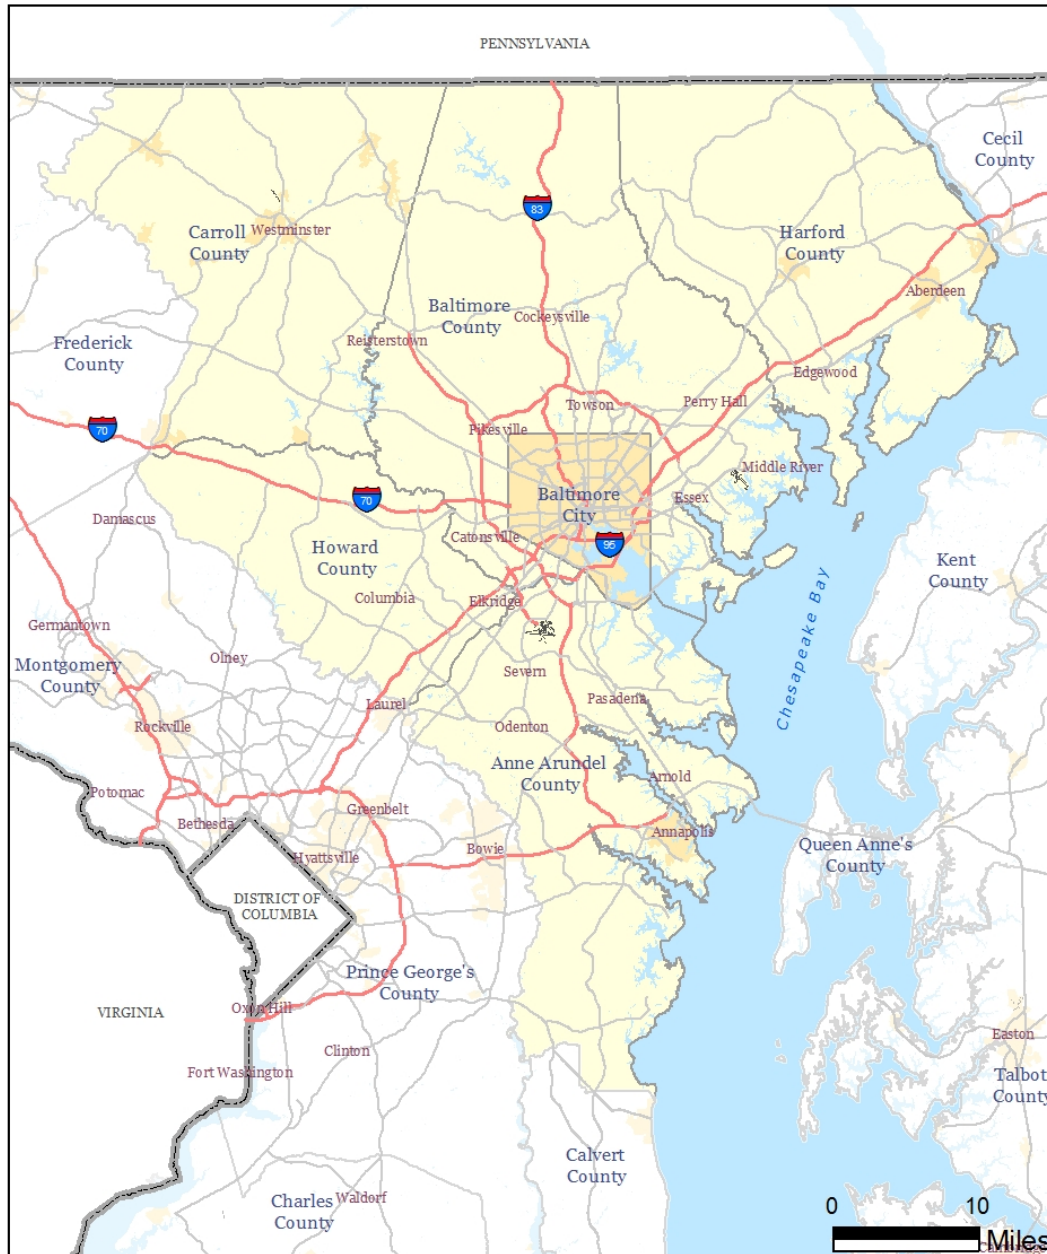 PENNSYLVANIA
Cecil
County
83
Carroll
County
Westminster
Harford
County
Aberdeen
Baltimore
County
Cockeysville
Reisterstown
Frederick
County
Edgewood
Towson
Perry Hall
70
Pikesville
Middle River
70
Baltimore
City
Essex
Damascus
Catonsville
95
Howard
County
Kent
County
Columbia
Elkridge
Chesapeake Bay
Germantown
Olney
Montgomery
County
Severn
Laurel
Pasadena
Rockville
Odenton
Anne Arundel
County
Arnold
Potomac
Greenbelt
Bethesda
Annapolis
Hyattsville
Bowie
Queen Anne's
County
DISTRICT OF
COLUMBIA
Prince George's
County
VIRGINIA
Oxon Hill
Easton
Clinton
Fort Washington
Talbot
County
Calvert
County
Charles
County
Waldorf
0 10
Miles